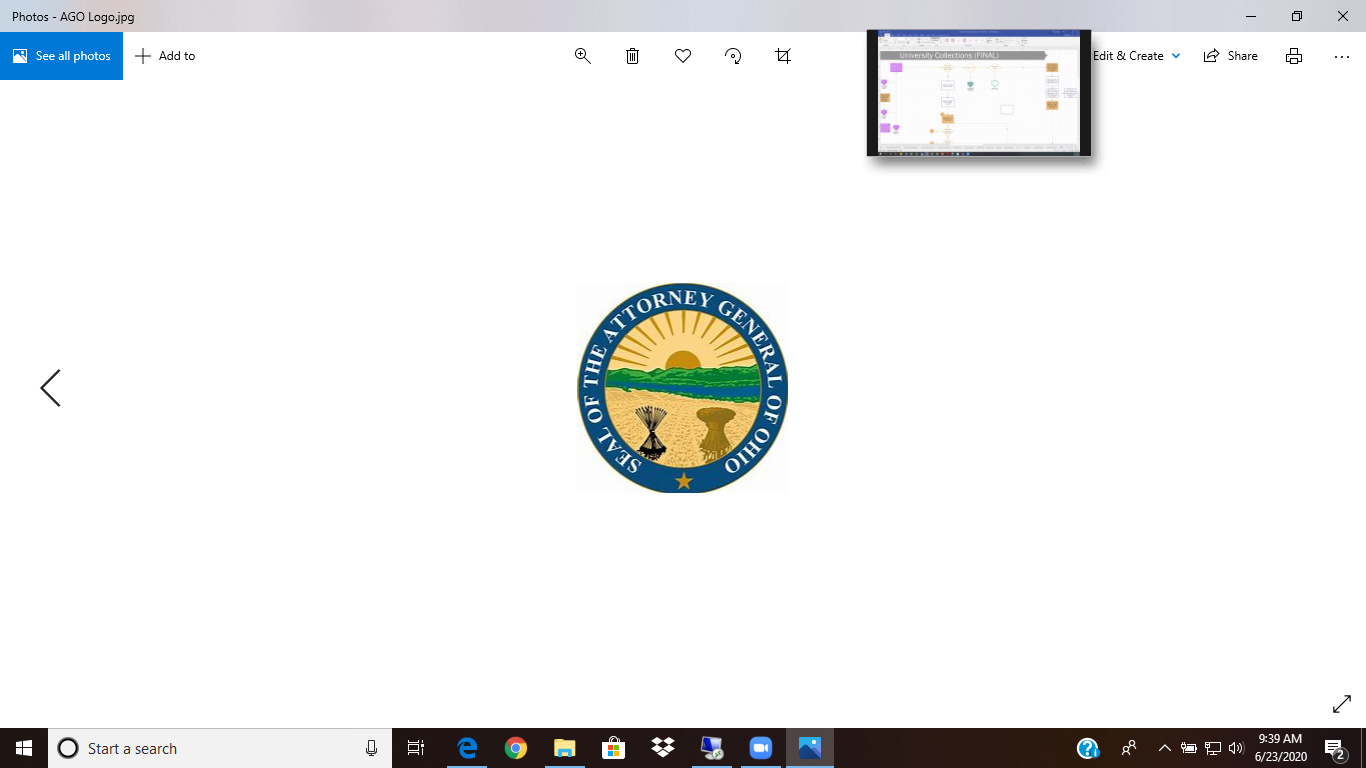 Photos - AGO Logo.jpg
See all photos
Add to
Edit & Create
Share
University Collections (FINAL)
SEAL OF THE ATTORNEY GENERAL OF OHIO
Start a search
9:39 AM
6/23/2020
2